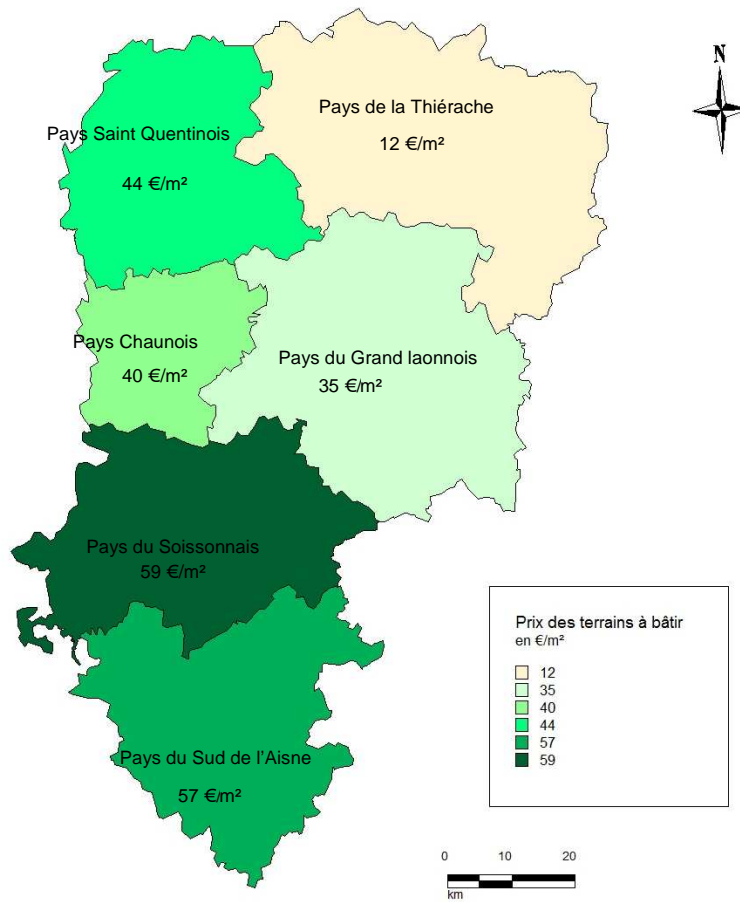 N
Pays de la Thiérache
12 €/m²
Pays Saint Quentinois
44 €/m²
Pays Chaunois
40 €/m²
Pays du Grand laonnois
35 €/m²
Pays du Soissonnais
59 €/m²
Pays du Sud de l'Aisne
57 €/m²
Prix des terrains à bâtir
en €/m²
12
35
40
44
57
59
0 10 20
km